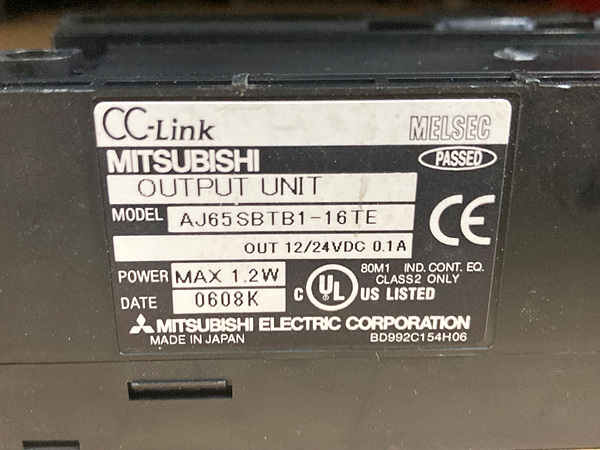 CC-Link MELSEC
MITSUBISHI PASSED
OUTPUT UNIT
MODEL AJ65SBTB1-16TE
CE
OUT 12/24VDC 0.1A
POWER MAX 1.2W
DATE 0608K
C UL US LISTED
80M1 IND. CONT. EQ.
CLASS2 ONLY
MITSUBISHI ELECTRIC CORPORATION
MADE IN JAPAN BD992C154H06